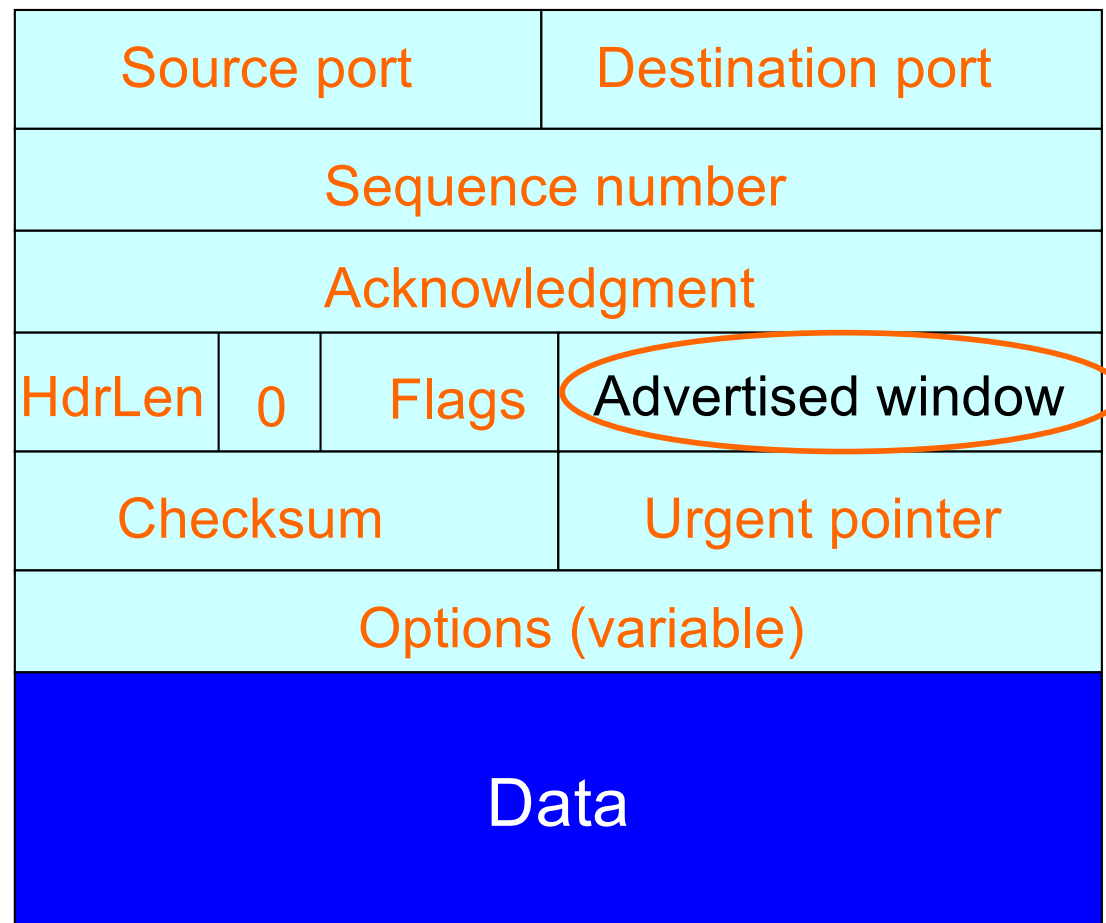 Source port Destination port
Sequence number
Acknowledgment
HdrLen 0 Flags Advertised window
Checksum Urgent pointer
Options (variable)
Data